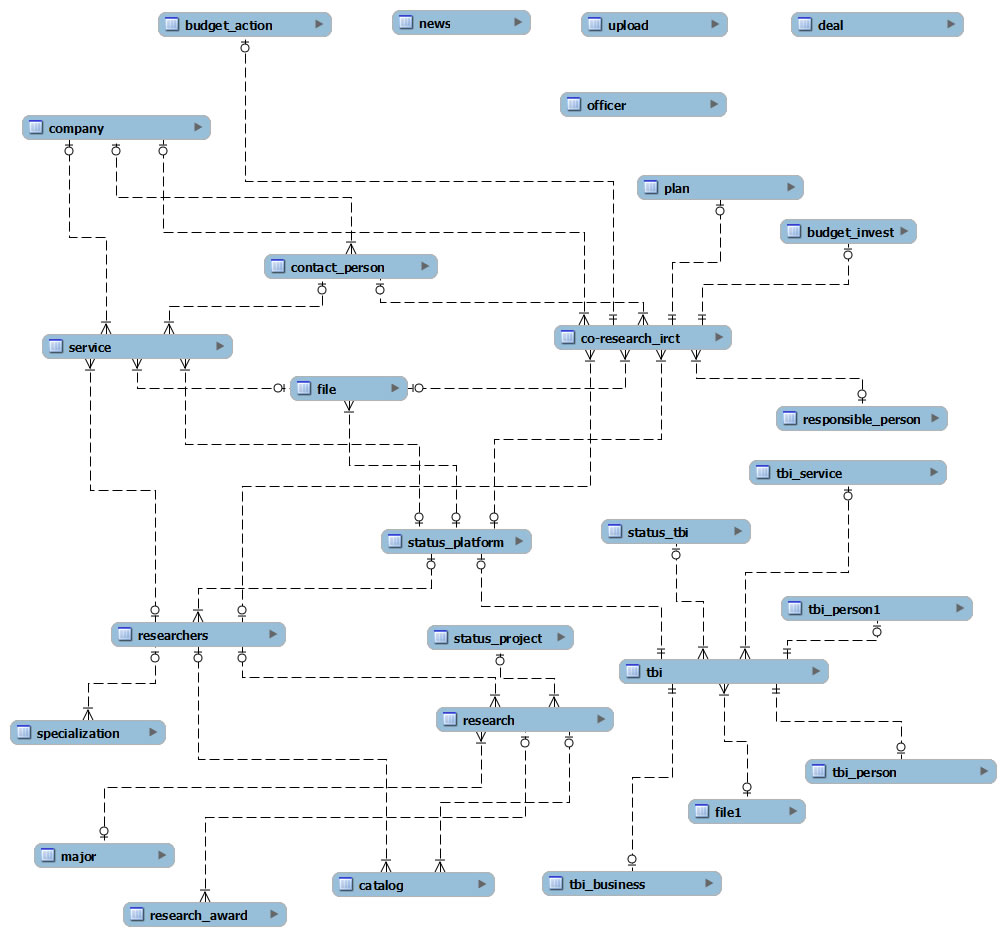 budget_action
news
upload
deal
officer
company
plan
budget_invest
contact_person
co-research_irct
service
file
responsible_person
tbi_service
status_tbi
status_platform
tbi_person1
researchers
status_project
tbi
research
specialization
tbi_person
file1
major
catalog
tbi_business
research_award